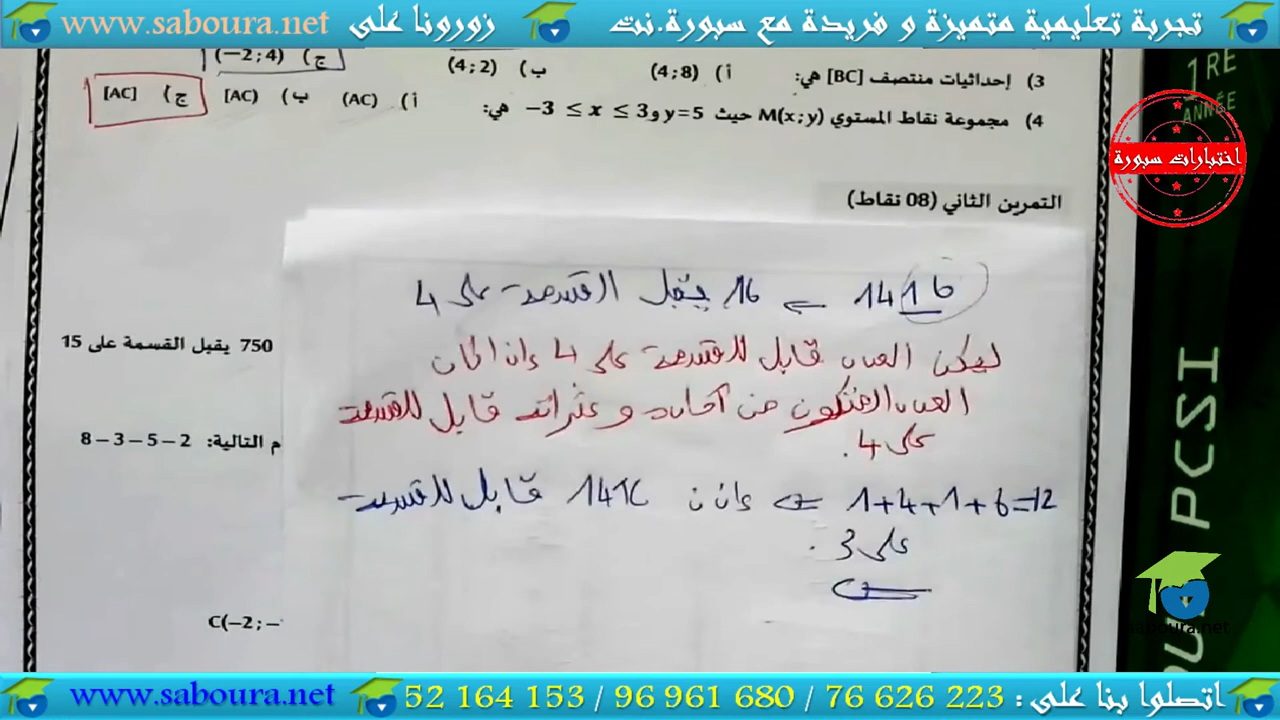 تجربة تعليمية متميزة و فريدة مع سبورة.نت زورونا على www.saboura.net
ج) (-2;4)
3) إحداثيات منتصف [BC] هي: أ) (4;8) ب) (4;2)
4) مجموعة نقاط المستوي M(x;y) حيث y=5 و -3 ≤ x ≤ 3 هي: أ) (AC) ب) [AC) ج) [AC]
1RE
ANNÉE
اختبارات سبورة
التمرين الثاني (08 نقاط)
1416 ⇐ 16 يقبل القسمة على 4
ليكن العدد قابل للقسمة على 4 إذا كان
العدد المتكون من آحاده و عشراته قابل للقسمة
على 4.
1+4+1+6=12 ⇐ إذن 1416 قابل للقسمة
على 3.
750 يقبل القسمة على 15
م التالية: 2 – 5 – 3 – 8
C(-2;-
PCSI
saboura.net
اتصلوا بنا على : 52 164 153 / 96 961 680 / 76 626 223 www.saboura.net